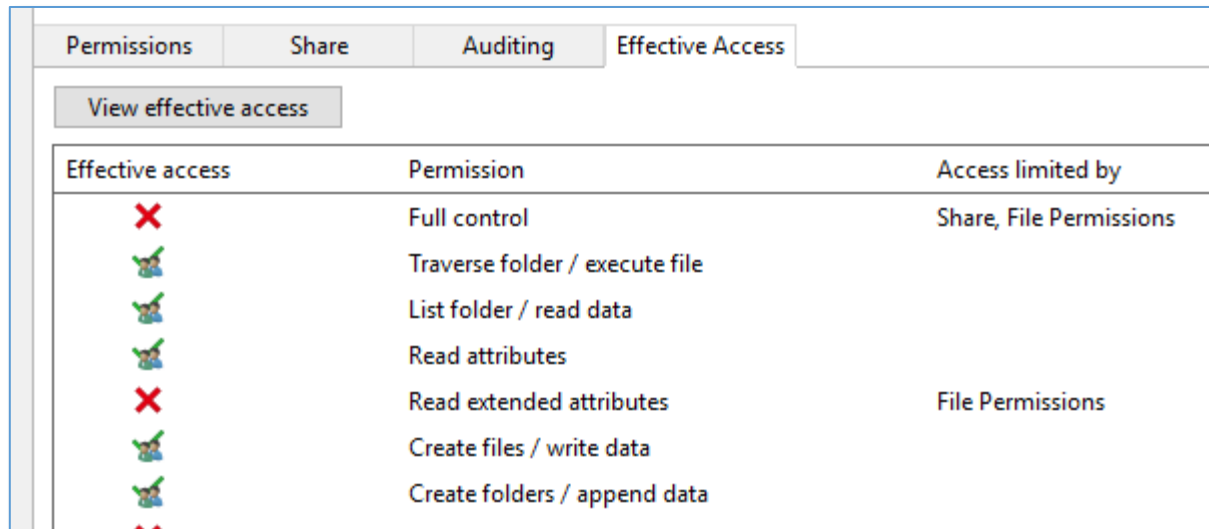 Permissions Share Auditing Effective Access
View effective access
Effective access Permission Access limited by
Full control Share, File Permissions
Traverse folder / execute file
List folder / read data
Read attributes
Read extended attributes File Permissions
Create files / write data
Create folders / append data